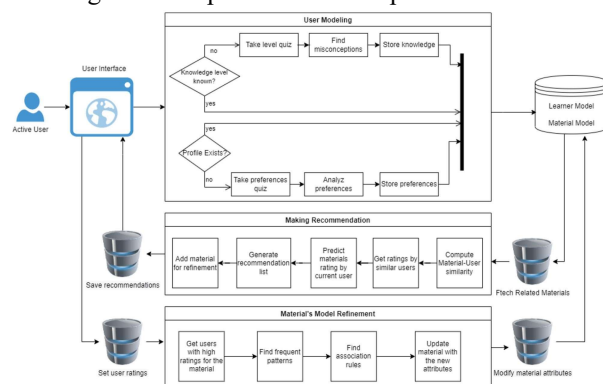 User Modeling
Take level quiz
Find
misconceptions
Store knowledge
no
User Interface
Knowledge level
known?
yes
Active User
Learner Model
Material Model
yes
Profile Exists?
no
Take preferences
quiz
Analyz
preferences
Store preferences
Making Recommendation
Add material
for refinement
Generate
recommendation
list
Predict
materials
rating by
current user
Get ratings by
similar users
Compute
Material-User
similarity
Save recommendations
Ftech Related Materials
Material's Model Refinement
Get users
with high
ratings for the
material
Find frequent
patterns
Find
association
rules
Update
material with
the new
attributes
Set user ratings
Modify material attributes